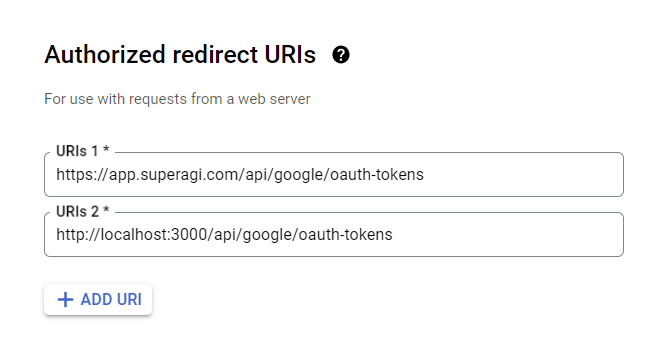 Authorized redirect URIs ?
For use with requests from a web server
URIs 1 *
https://app.superagi.com/api/google/oauth-tokens
URIs 2 *
http://localhost:3000/api/google/oauth-tokens
+ ADD URI